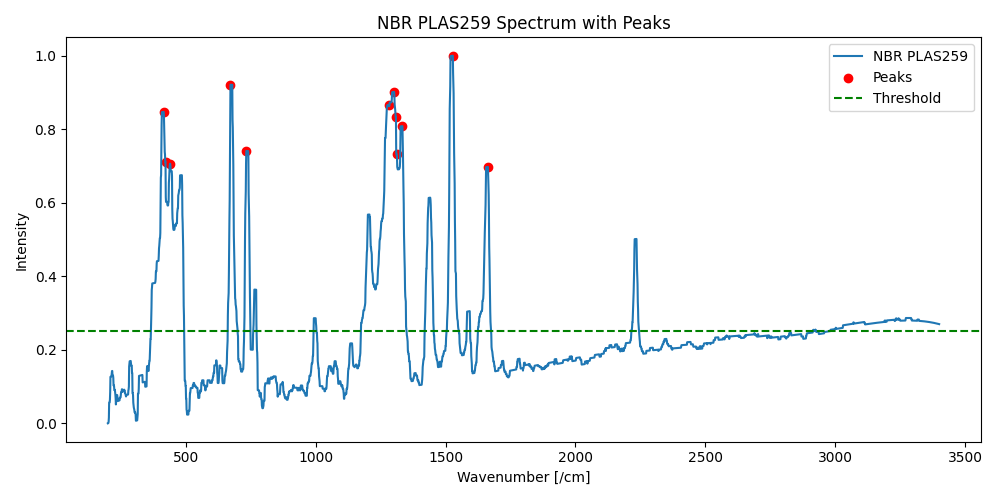 NBR PLAS259 Spectrum with Peaks
NBR PLAS259
Peaks
Threshold
Intensity
1.0
0.8
0.6
0.4
0.2
0.0
500 1000 1500 2000 2500 3000 3500
Wavenumber [/cm]